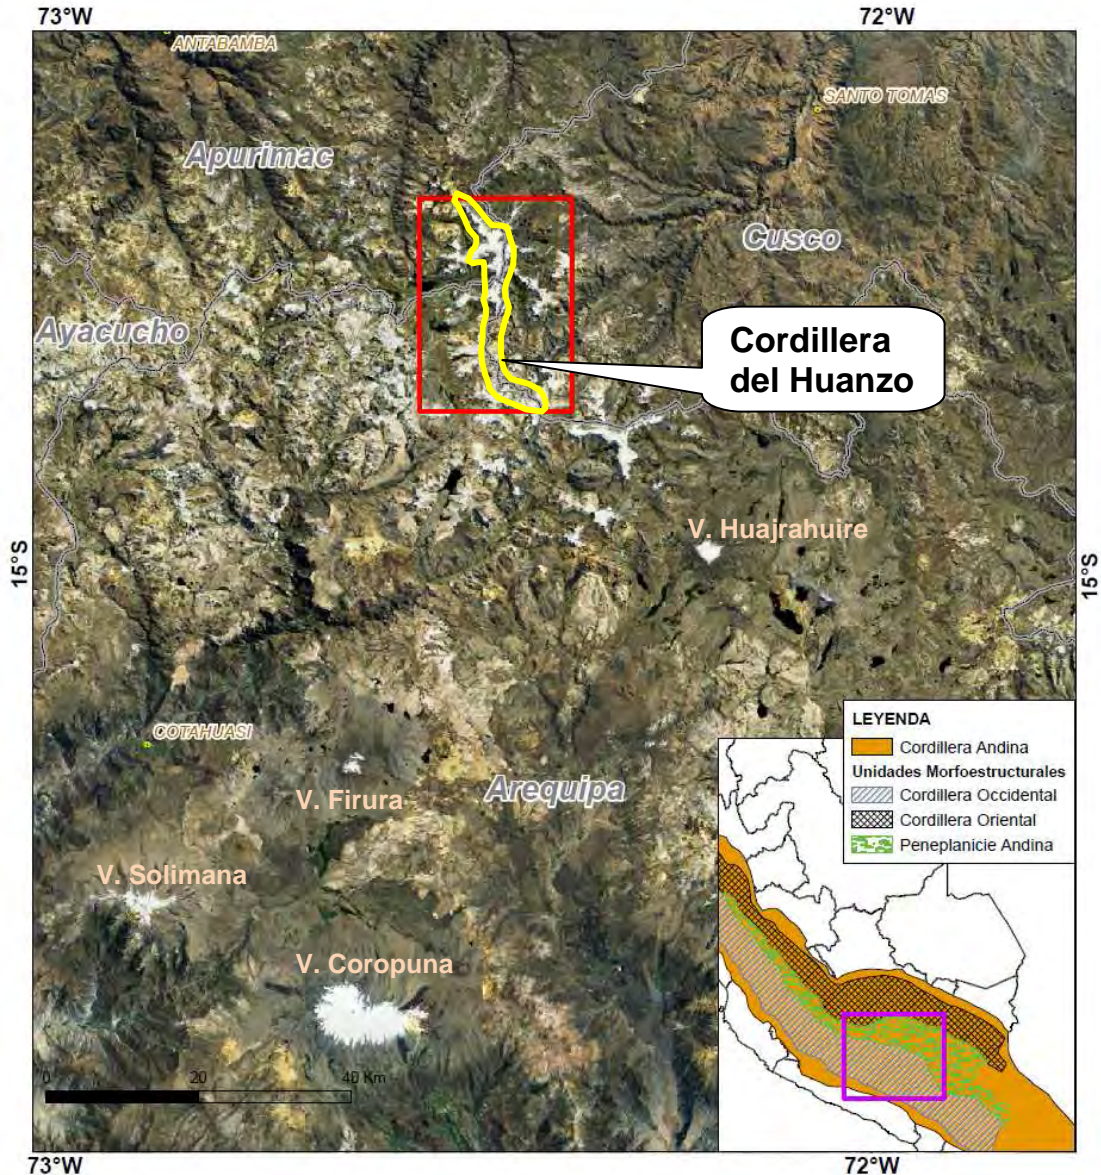 73°W
72°W
ANTABAMBA
SANTO TOMAS
Apurimac
Cusco
Ayacucho
Cordillera
del Huanzo
V. Huajrahuire
15°S
15°S
COTAHUASI
V. Firura
Arequipa
V. Solimana
V. Coropuna
0 20 40 Km
LEYENDA
Cordillera Andina
Unidades Morfoestructurales
Cordillera Occidental
Cordillera Oriental
Peneplanicie Andina
73°W
72°W